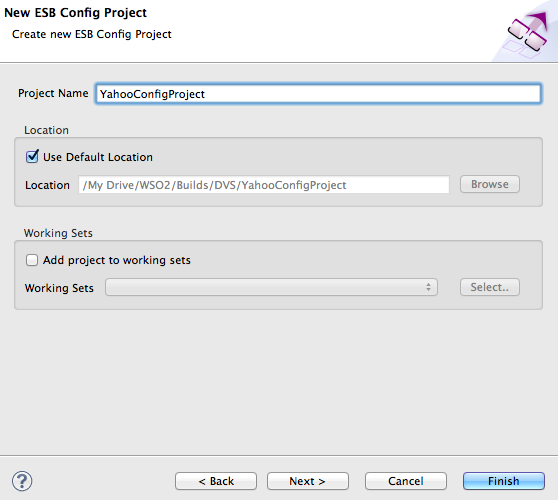 New ESB Config Project
Create new ESB Config Project
Project Name YahooConfigProject
Location
Use Default Location
Location /My Drive/WSO2/Builds/DVS/YahooConfigProject Browse
Working Sets
Add project to working sets
Working Sets Select..
? < Back Next > Cancel Finish